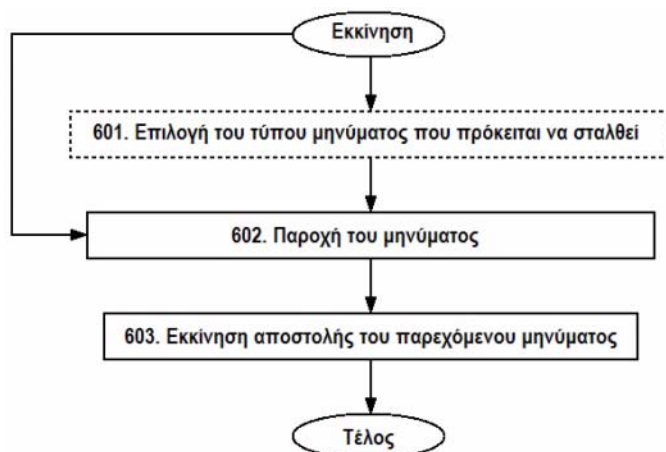 Εκκίνηση
601. Επιλογή του τύπου μηνύματος που πρόκειται να σταλθεί
602. Παροχή του μηνύματος
603. Εκκίνηση αποστολής του παρεχόμενου μηνύματος
Τέλος